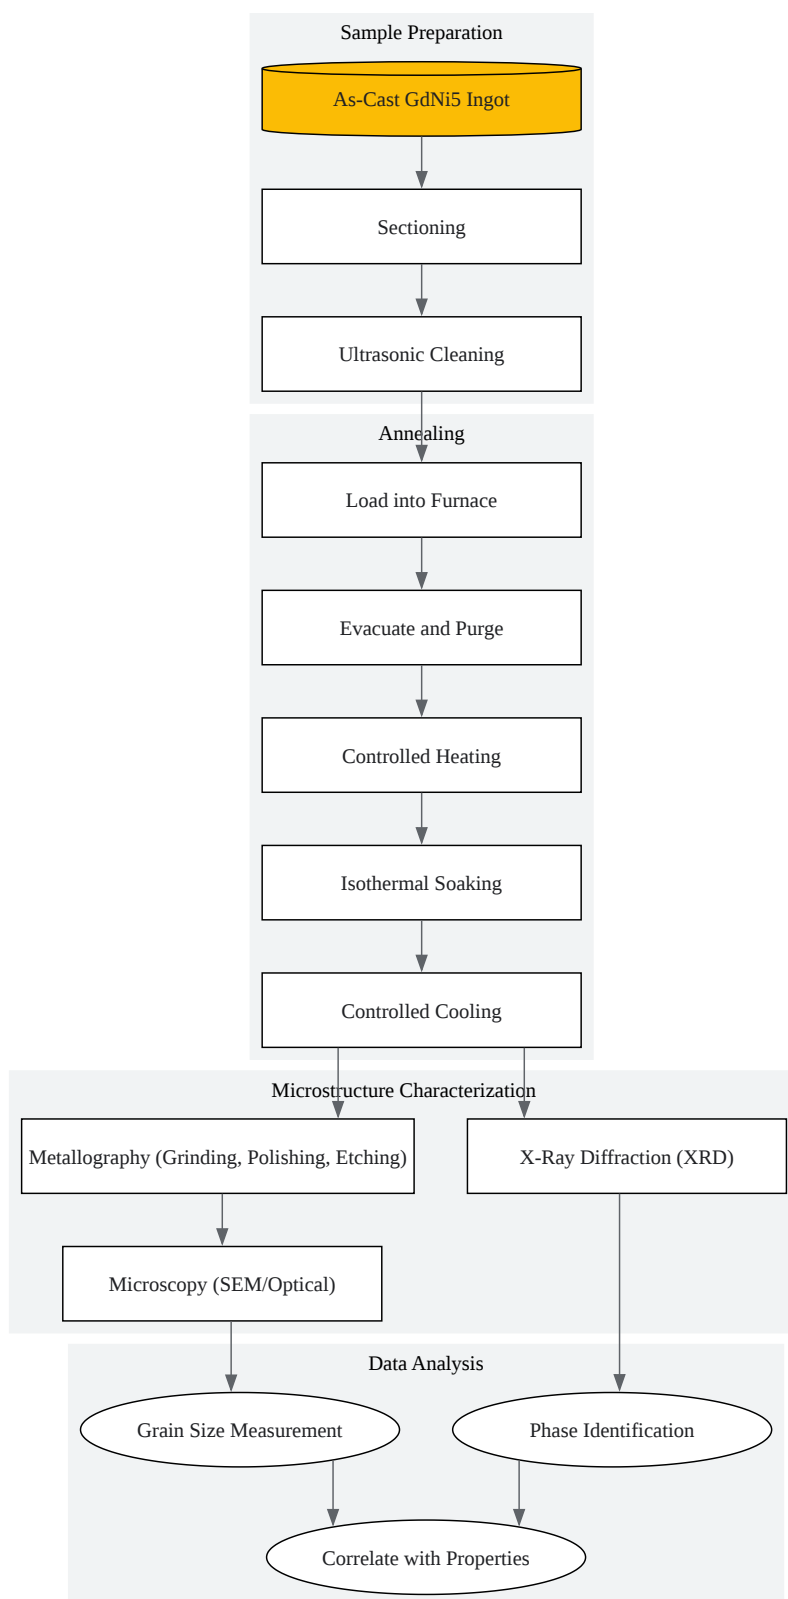 Sample Preparation
As-Cast GdNi5 Ingot
Sectioning
Ultrasonic Cleaning
Annealing
Load into Furnace
Evacuate and Purge
Controlled Heating
Isothermal Soaking
Controlled Cooling
Microstructure Characterization
Metallography (Grinding, Polishing, Etching)
X-Ray Diffraction (XRD)
Microscopy (SEM/Optical)
Data Analysis
Grain Size Measurement
Phase Identification
Correlate with Properties